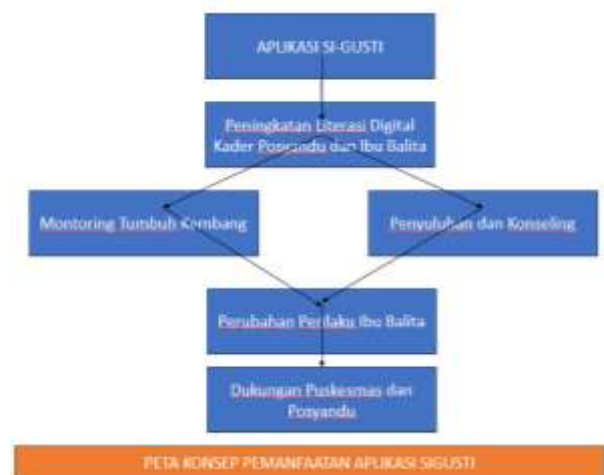 APLIKASI SI-GUSTI
Peningkatan Literasi Digital
Kader Posyandu dan Ibu Balita
Montoring Tumbuh Kembang
Penyuluhan dan Konseling
Perubahan Perilaku Ibu Balita
Dukungan Puskesmas dan
Posyandu
PETA KONSEP PEMANFAATAN APLIKASI SIGUSTI